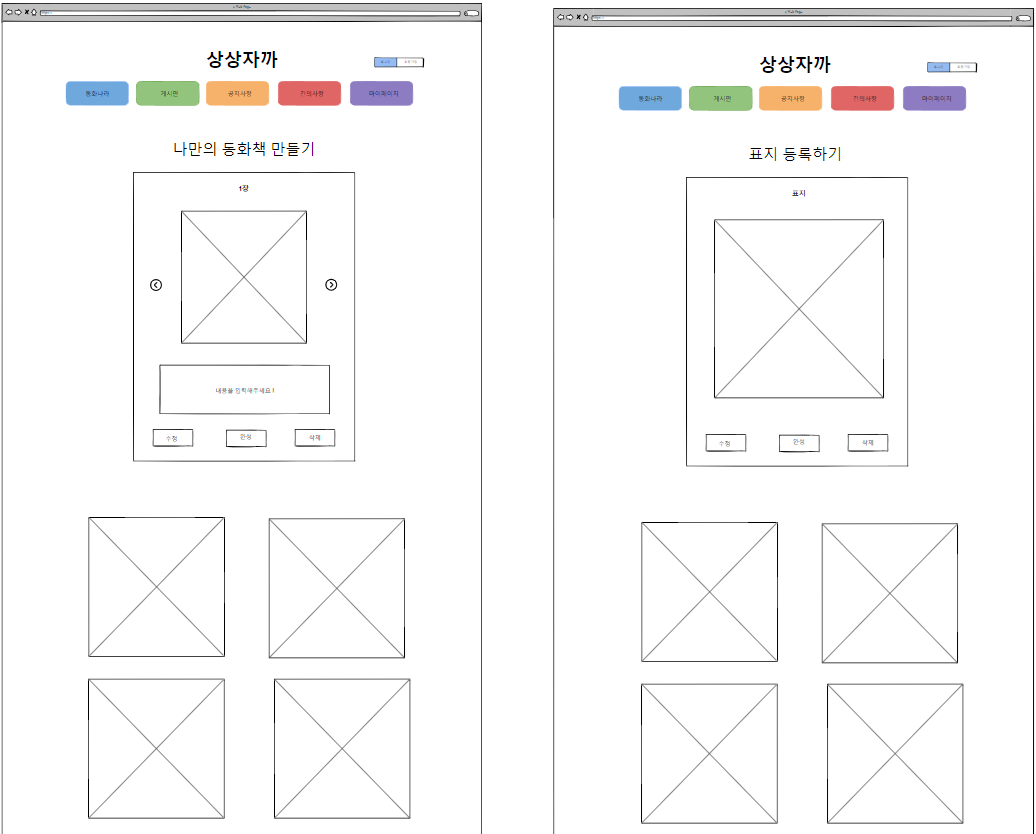 상상자까
동화나라
게시판
공지사항
건의사항
마이페이지
나만의 동화책 만들기
1장
내용을 입력해주세요!
수정
완성
삭제
상상자까
동화나라
게시판
공지사항
건의사항
마이페이지
표지 등록하기
표지
수정
완성
삭제